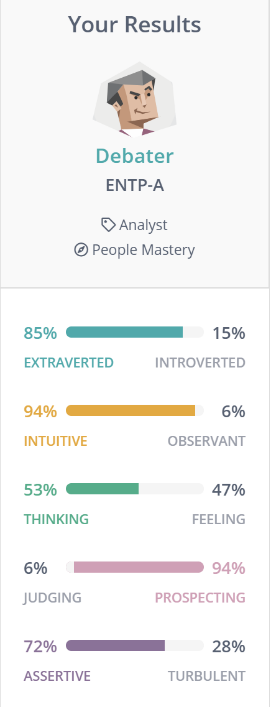 Your Results
Debater
ENTP-A
Analyst
People Mastery
85% 15%
EXTRAVERTED INTROVERTED
94% 6%
INTUITIVE OBSERVANT
53% 47%
THINKING FEELING
6% 94%
JUDGING PROSPECTING
72% 28%
ASSERTIVE TURBULENT